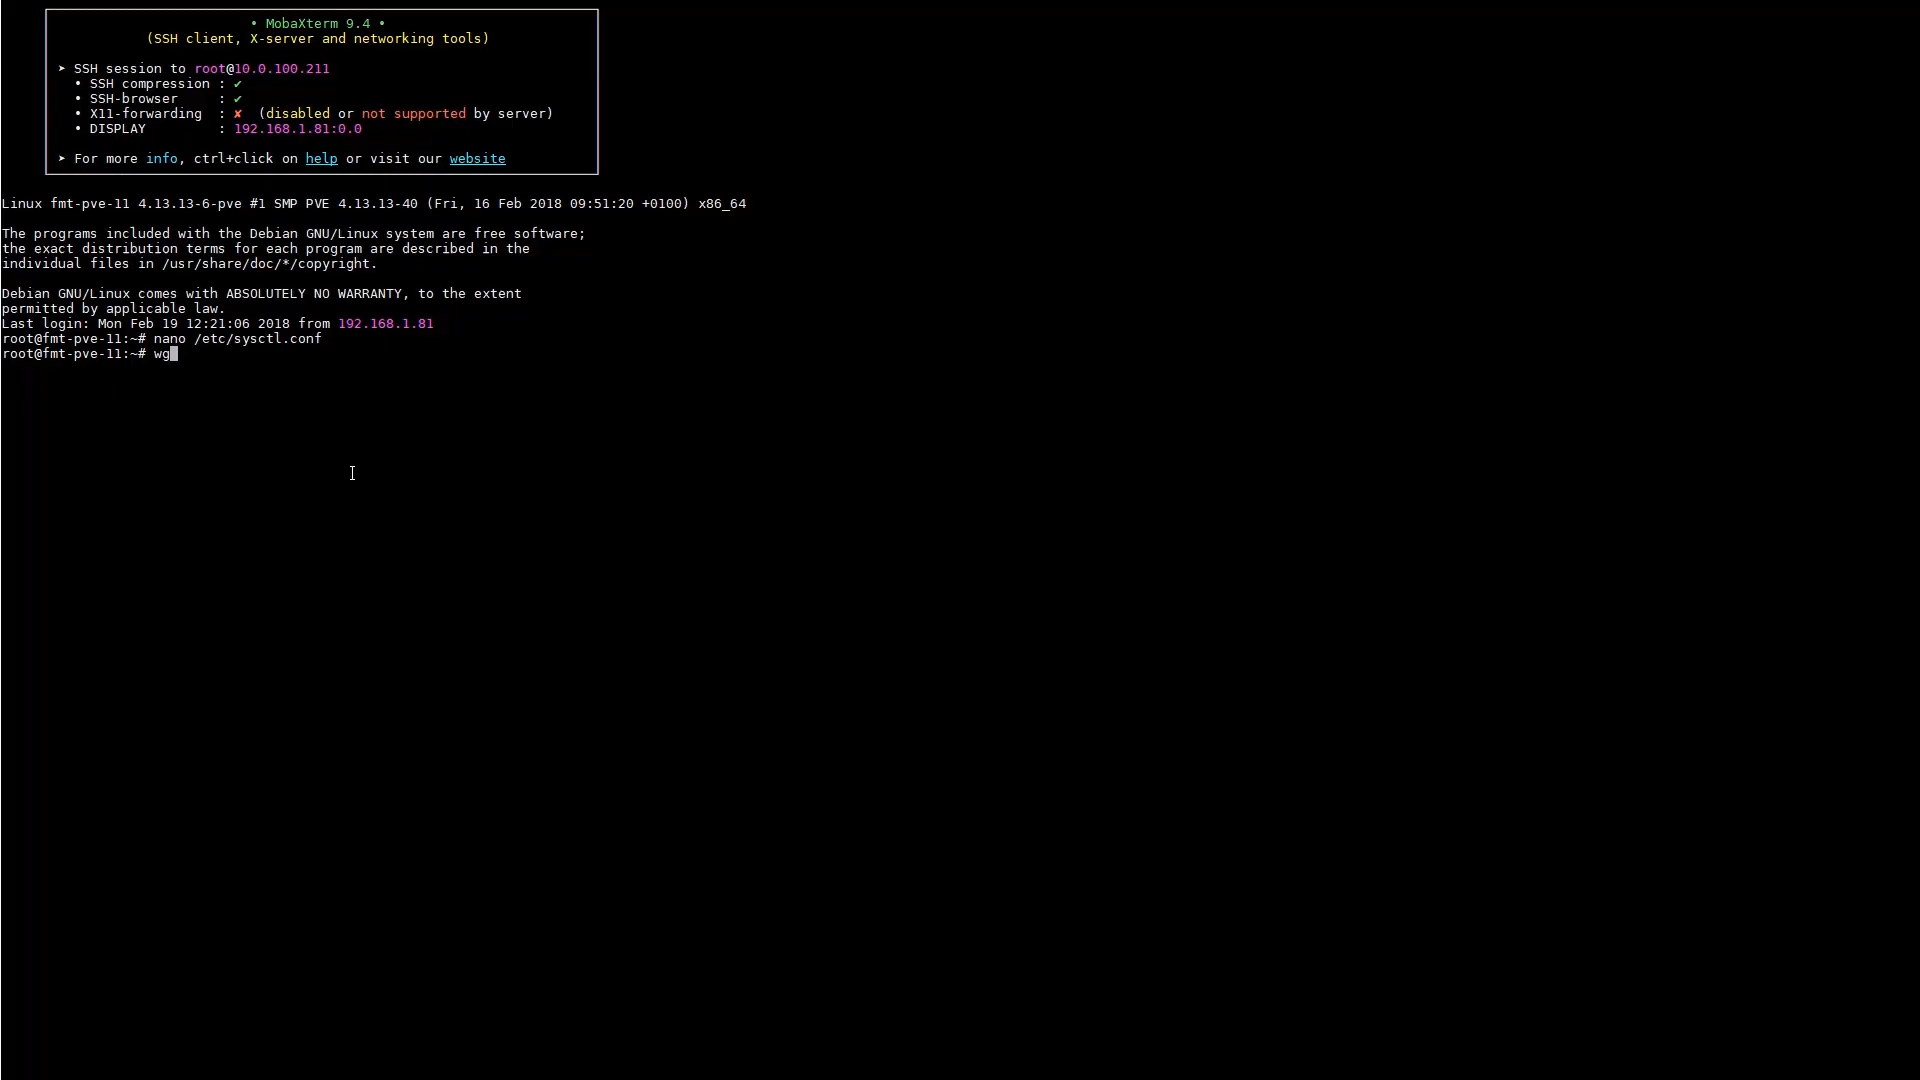 • MobaXterm 9.4 •
(SSH client, X-server and networking tools)
➤ SSH session to root@10.0.100.211
• SSH compression : ✔
• SSH-browser     : ✔
• X11-forwarding  : ✘  (disabled or not supported by server)
• DISPLAY         : 192.168.1.81:0.0
➤ For more info, ctrl+click on help or visit our website
Linux fmt-pve-11 4.13.13-6-pve #1 SMP PVE 4.13.13-40 (Fri, 16 Feb 2018 09:51:20 +0100) x86_64
The programs included with the Debian GNU/Linux system are free software;
the exact distribution terms for each program are described in the
individual files in /usr/share/doc/*/copyright.
Debian GNU/Linux comes with ABSOLUTELY NO WARRANTY, to the extent
permitted by applicable law.
Last login: Mon Feb 19 12:21:06 2018 from 192.168.1.81
root@fmt-pve-11:~# nano /etc/sysctl.conf
root@fmt-pve-11:~# wg